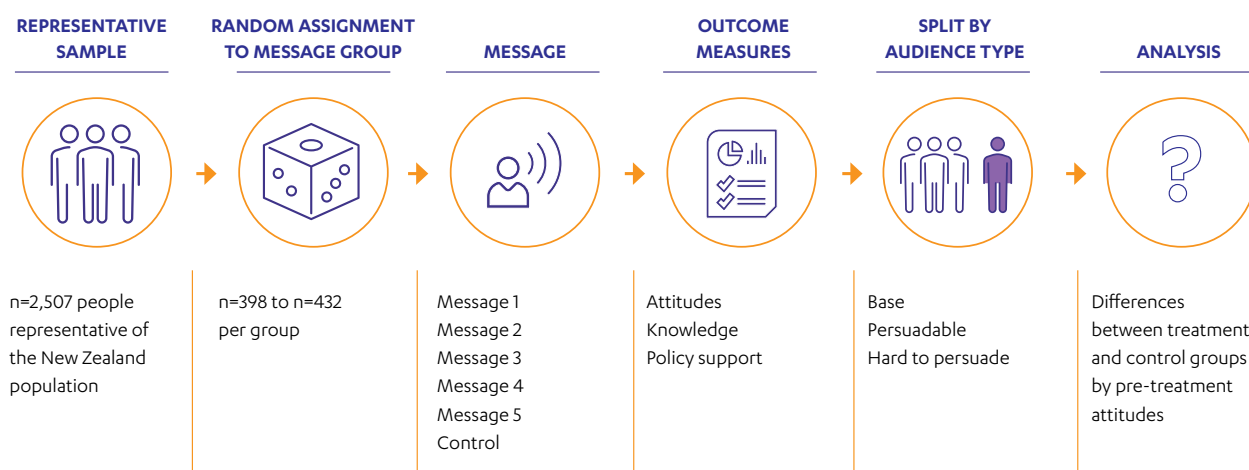 REPRESENTATIVE
SAMPLE
RANDOM ASSIGNMENT
TO MESSAGE GROUP
MESSAGE
OUTCOME
MEASURES
SPLIT BY
AUDIENCE TYPE
ANALYSIS
?
n=2,507 people
representative of
the New Zealand
population
n=398 to n=432
per group
Message 1
Message 2
Message 3
Message 4
Message 5
Control
Attitudes
Knowledge
Policy support
Base
Persuadable
Hard to persuade
Differences
between treatment
and control groups
by pre-treatment
attitudes